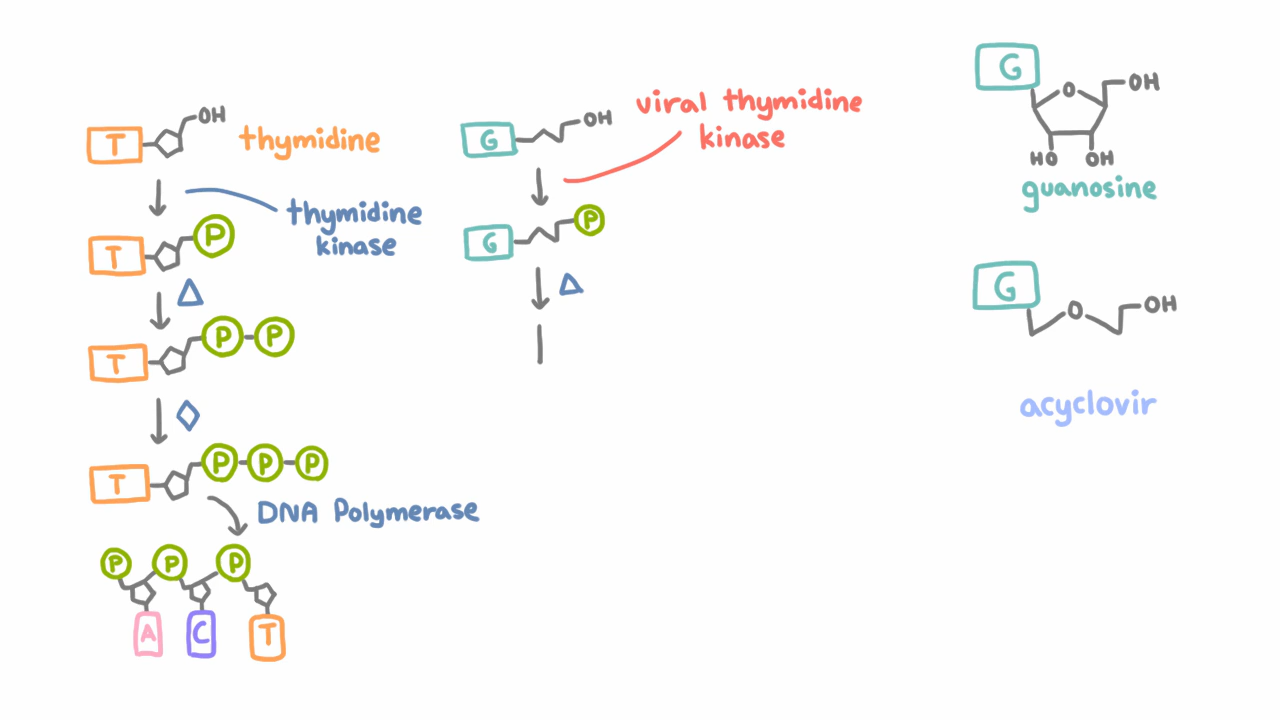 T OH thymidine
thymidine
kinase
T P
T P P
T P P P
DNA Polymerase
P P P
A C T
G OH
viral thymidine
kinase
G P
G
O OH
HO OH
guanosine
G
O OH
acyclovir